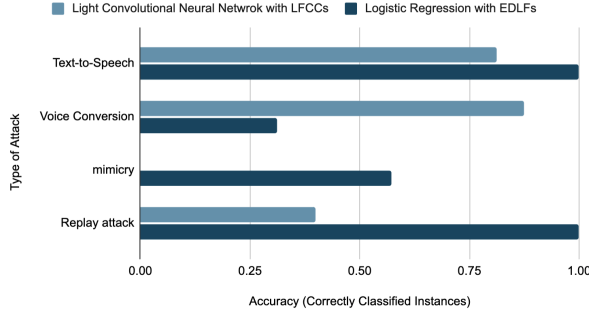 Light Convolutional Neural Netwrok with LFCCs
Logistic Regression with EDLFs
Type of Attack
Text-to-Speech
Voice Conversion
mimicry
Replay attack
0.00
0.25
0.50
0.75
1.00
Accuracy (Correctly Classified Instances)